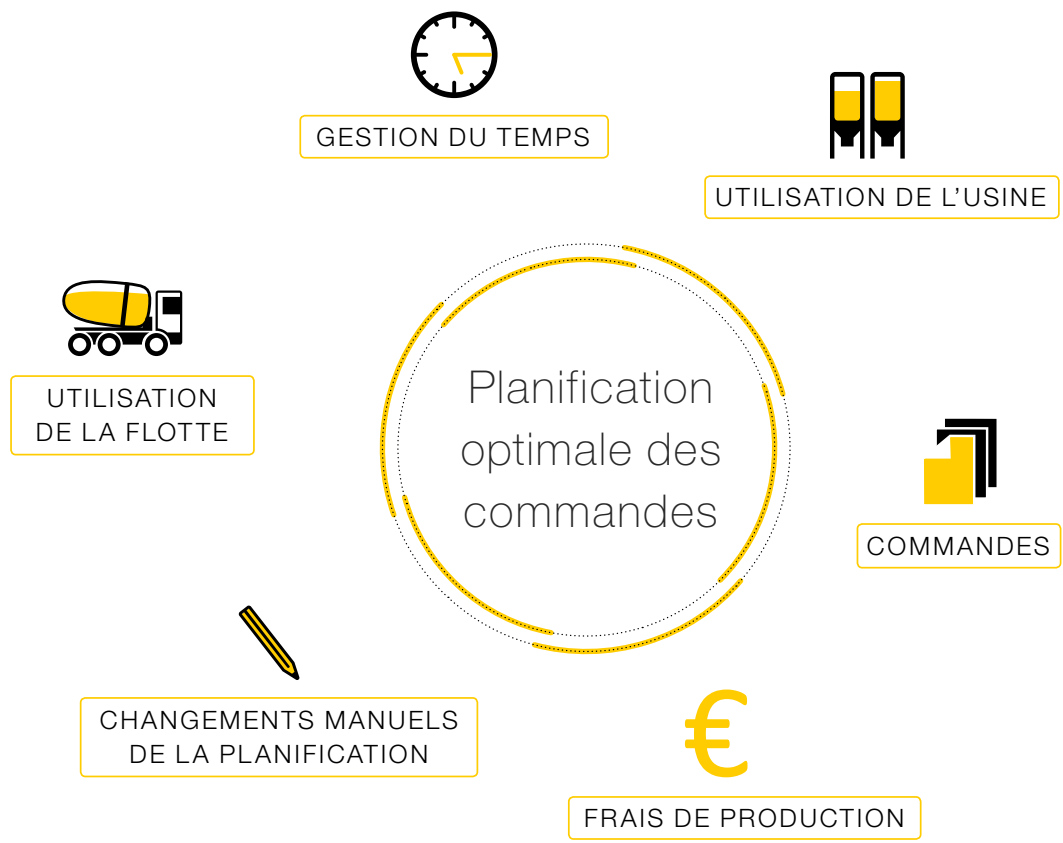 GESTION DU TEMPS
UTILISATION DE L'USINE
UTILISATION
DE LA FLOTTE
Planification
optimale des
commandes
COMMANDES
CHANGEMENTS MANUELS
DE LA PLANIFICATION
€
FRAIS DE PRODUCTION